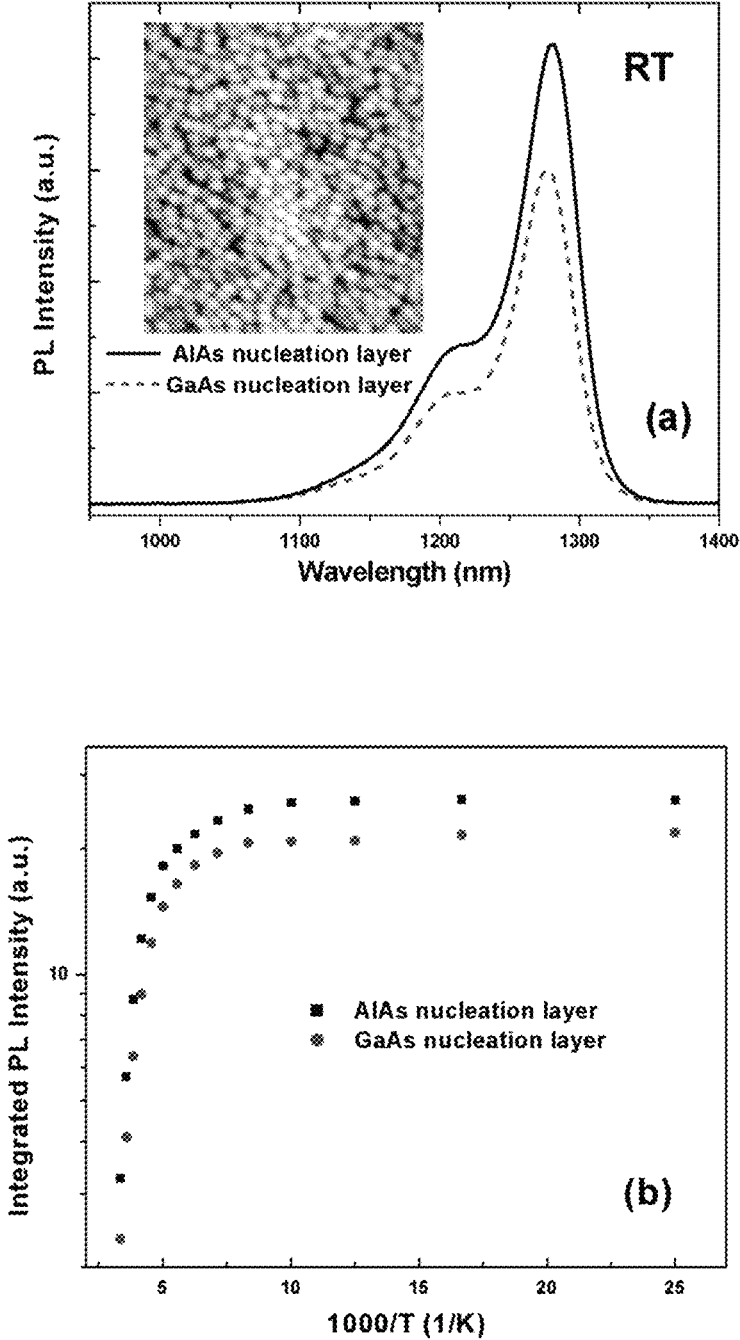 RT
PL Intensity (a.u.)
AlAs nucleation layer
GaAs nucleation layer
(a)
1000 1100 1200 1300 1400
Wavelength (nm)
Integrated PL Intensity (a.u.)
10
AlAs nucleation layer
GaAs nucleation layer
(b)
5 10 15 20 25
1000/T (1/K)